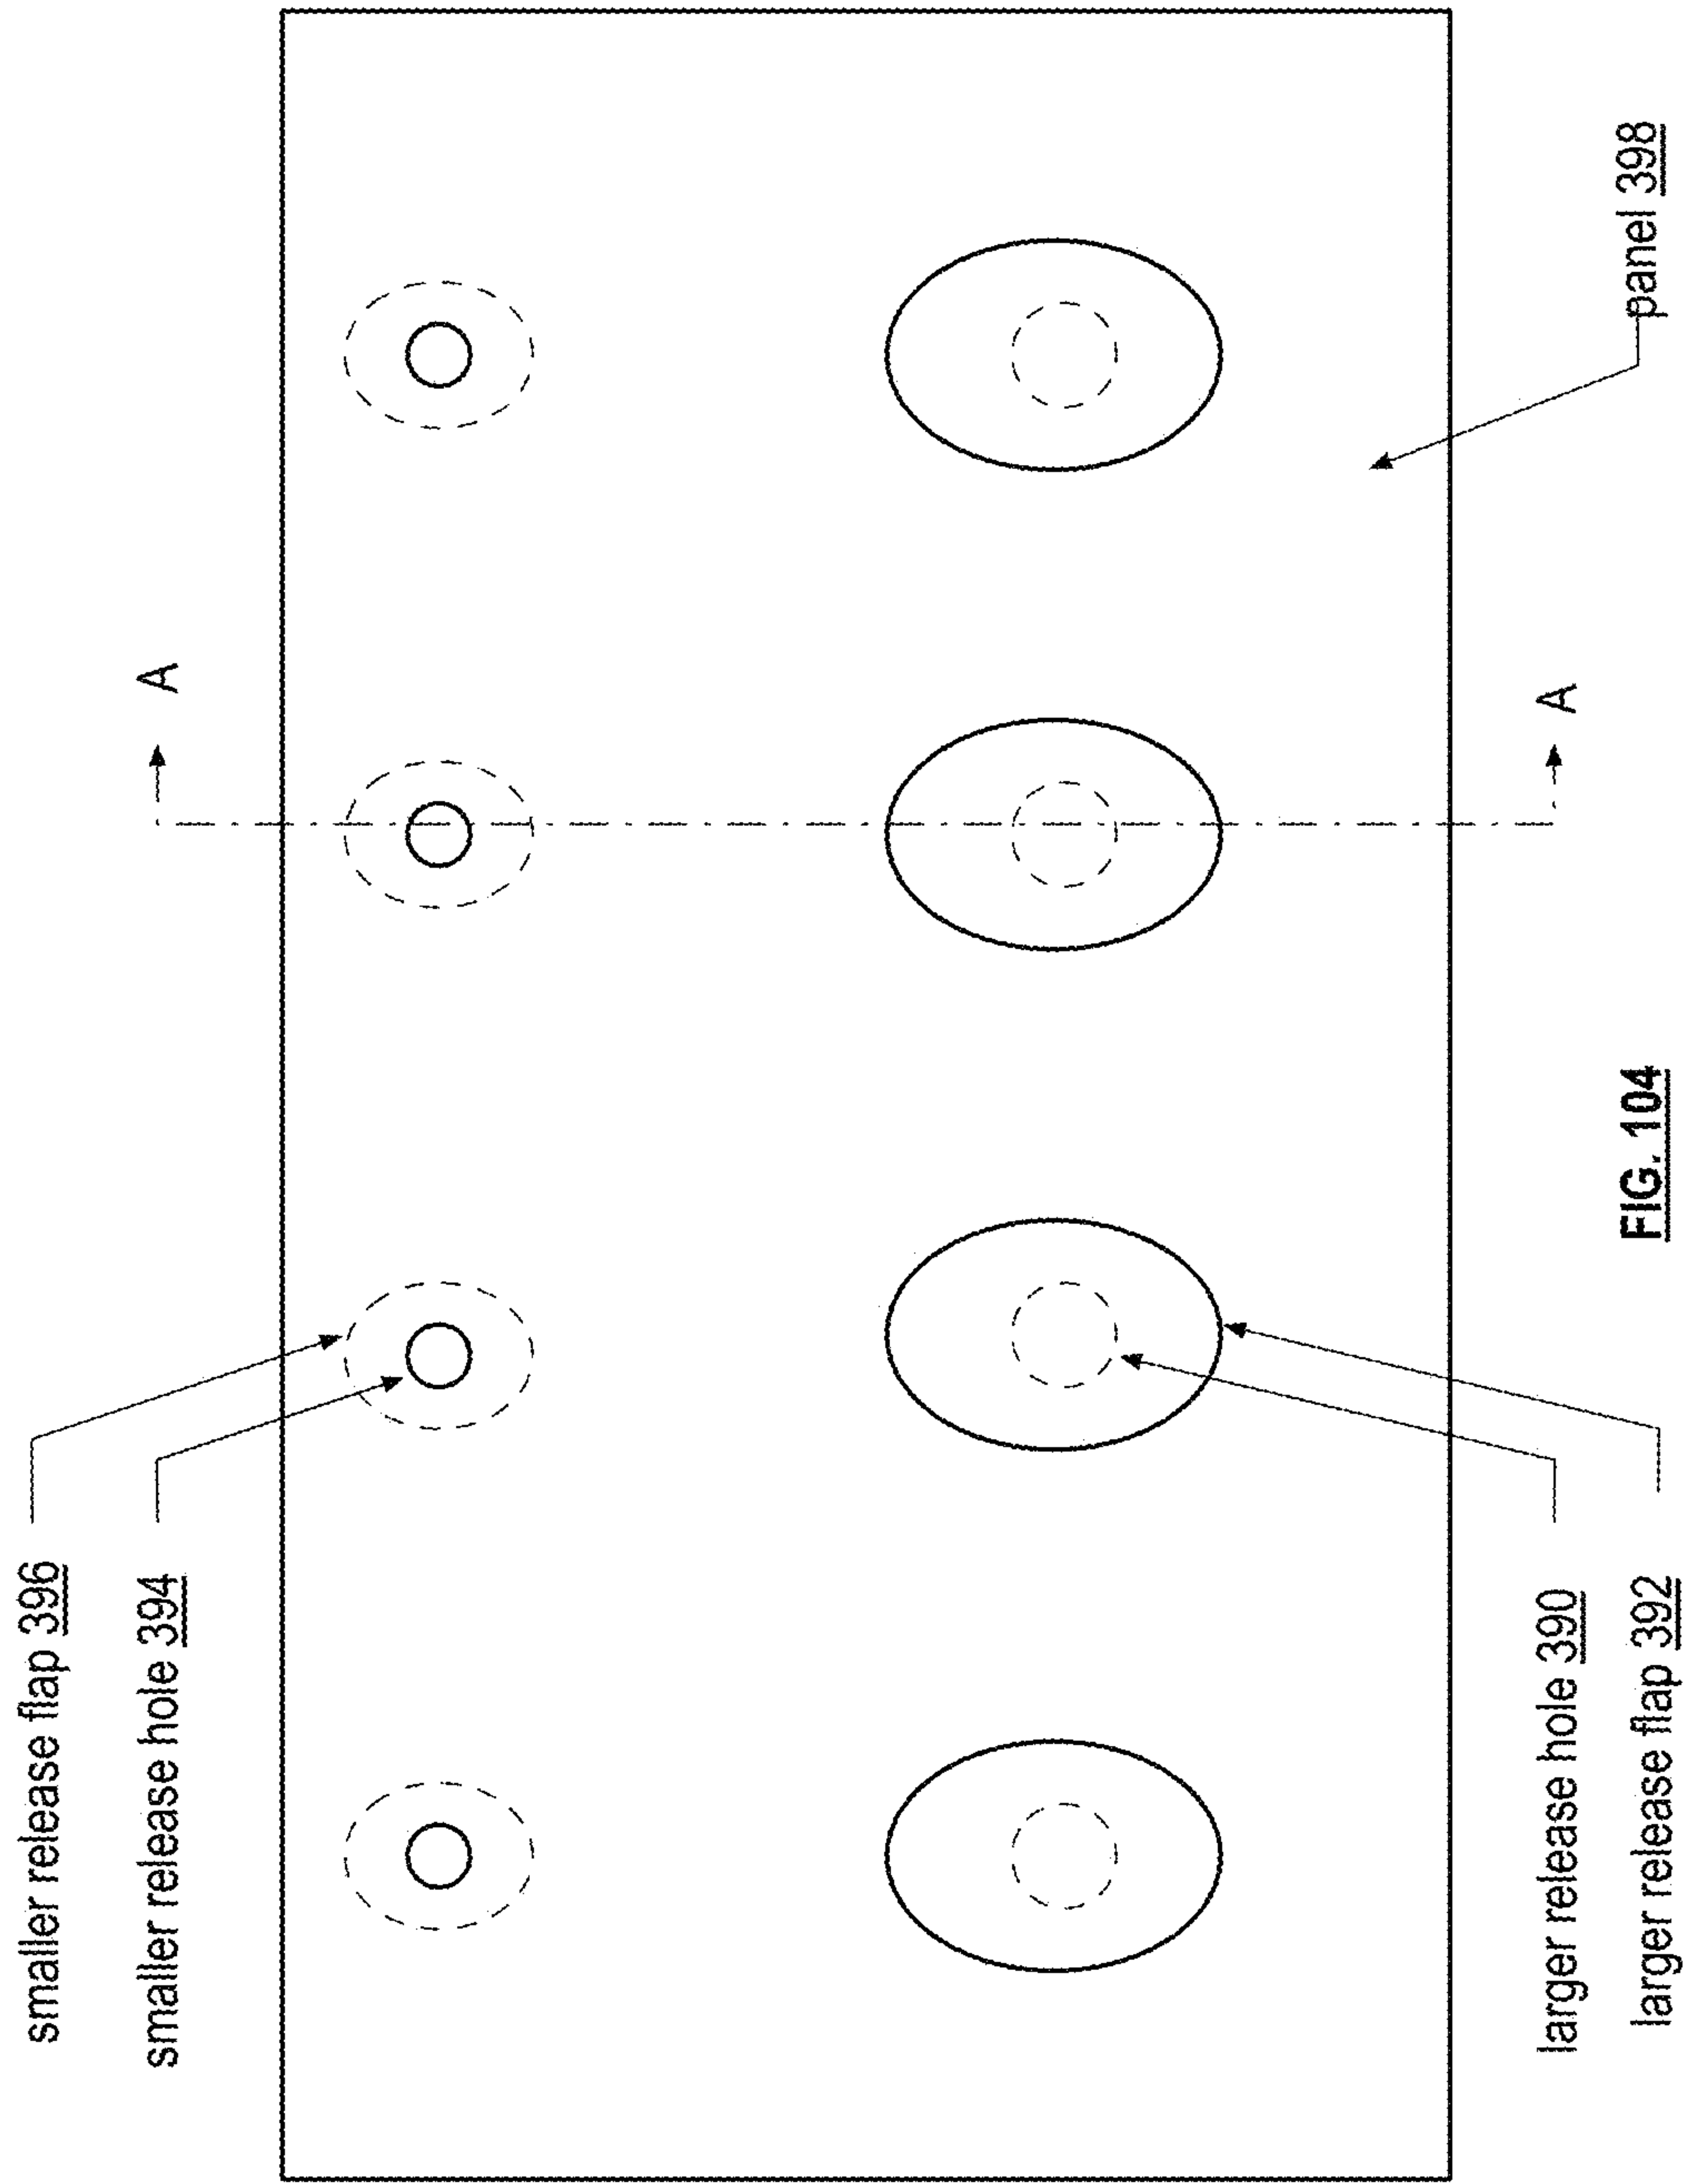 smaller release flap 396
smaller release hole 394
A
A
larger release hole 390
larger release flap 392
panel 398
FIG. 104